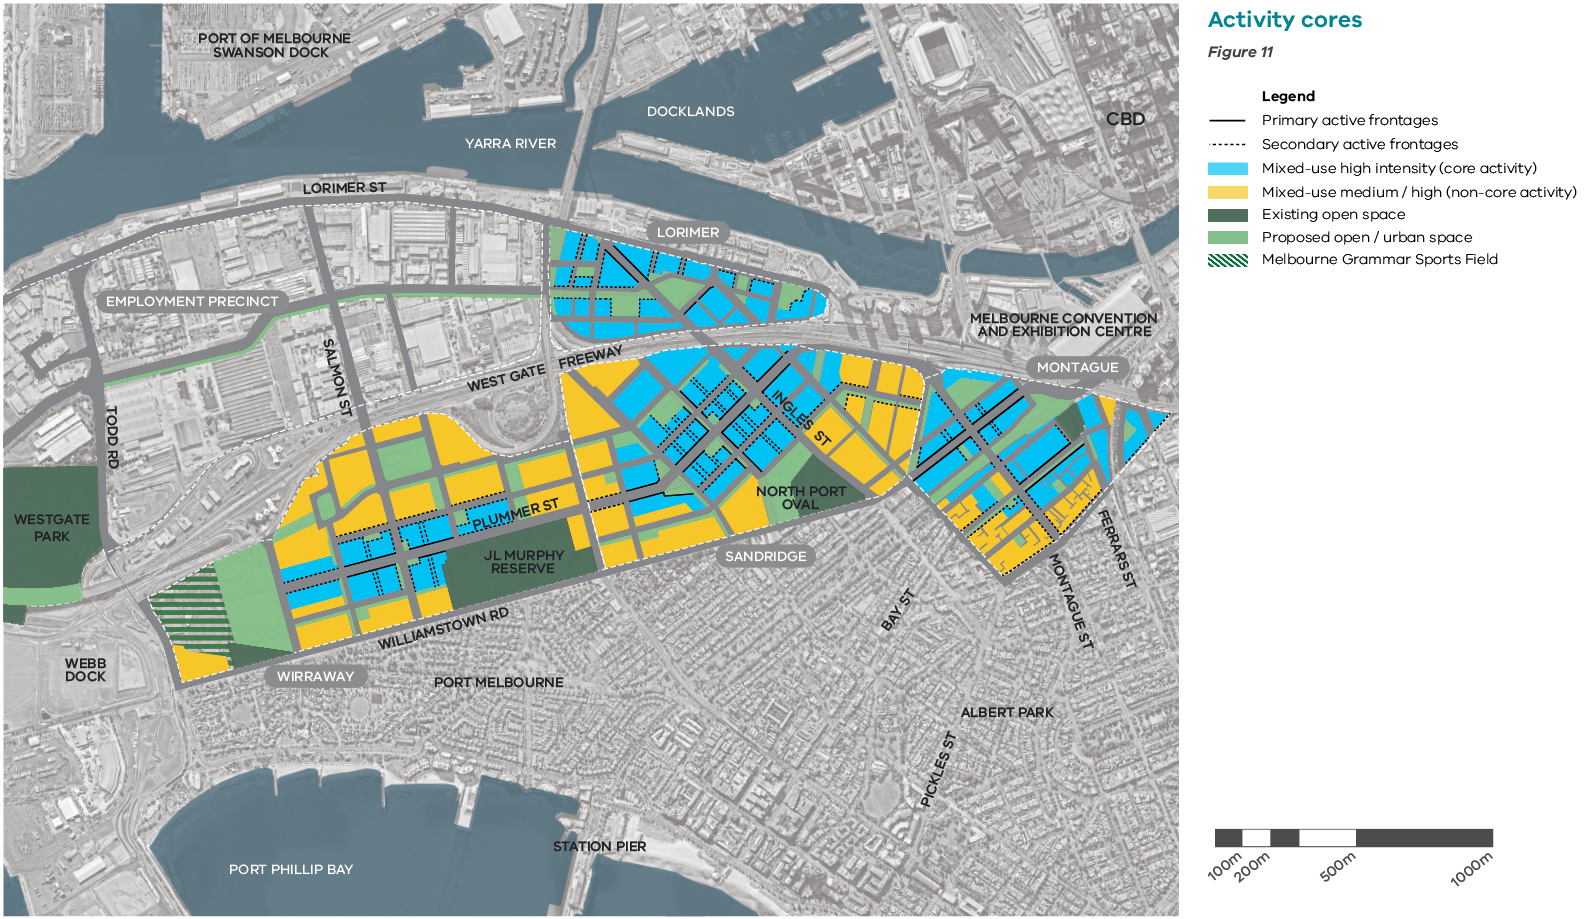 Activity cores
Figure 11
Legend
Primary active frontages
Secondary active frontages
Mixed-use high intensity (core activity)
Mixed-use medium / high (non-core activity)
Existing open space
Proposed open / urban space
Melbourne Grammar Sports Field
PORT OF MELBOURNE
SWANSON DOCK
DOCKLANDS
CBD
YARRA RIVER
LORIMER ST
LORIMER
EMPLOYMENT PRECINCT
MELBOURNE CONVENTION
AND EXHIBITION CENTRE
SALMON ST
WEST GATE FREEWAY
MONTAGUE
TODD RD
INGLES ST
WESTGATE
PARK
PLUMMER ST
NORTH PORT
OVAL
JL MURPHY
RESERVE
SANDRIDGE
FERRARS ST
MONTAGUE ST
BAY ST
WILLIAMSTOWN RD
WEBB
DOCK
WIRRAWAY
PORT MELBOURNE
ALBERT PARK
PICKLES ST
STATION PIER
PORT PHILLIP BAY
100m
200m
500m
1000m